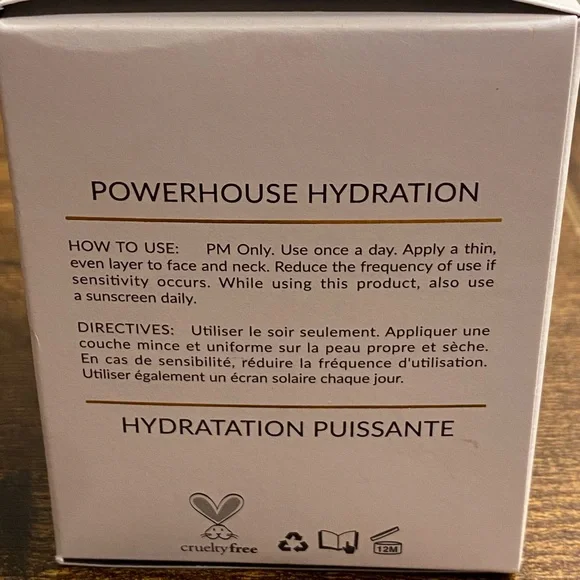 POWERHOUSE HYDRATION
HOW TO USE: PM Only. Use once a day. Apply a thin,
even layer to face and neck. Reduce the frequency of use if
sensitivity occurs. While using this product, also use
a sunscreen daily.
DIRECTIVES: Utiliser le soir seulement. Appliquer une
couche mince et uniforme sur la peau propre et sèche.
En cas de sensibilité, réduire la fréquence d'utilisation.
Utiliser également un écran solaire chaque jour.
HYDRATATION PUISSANTE
crueltyfree
12M